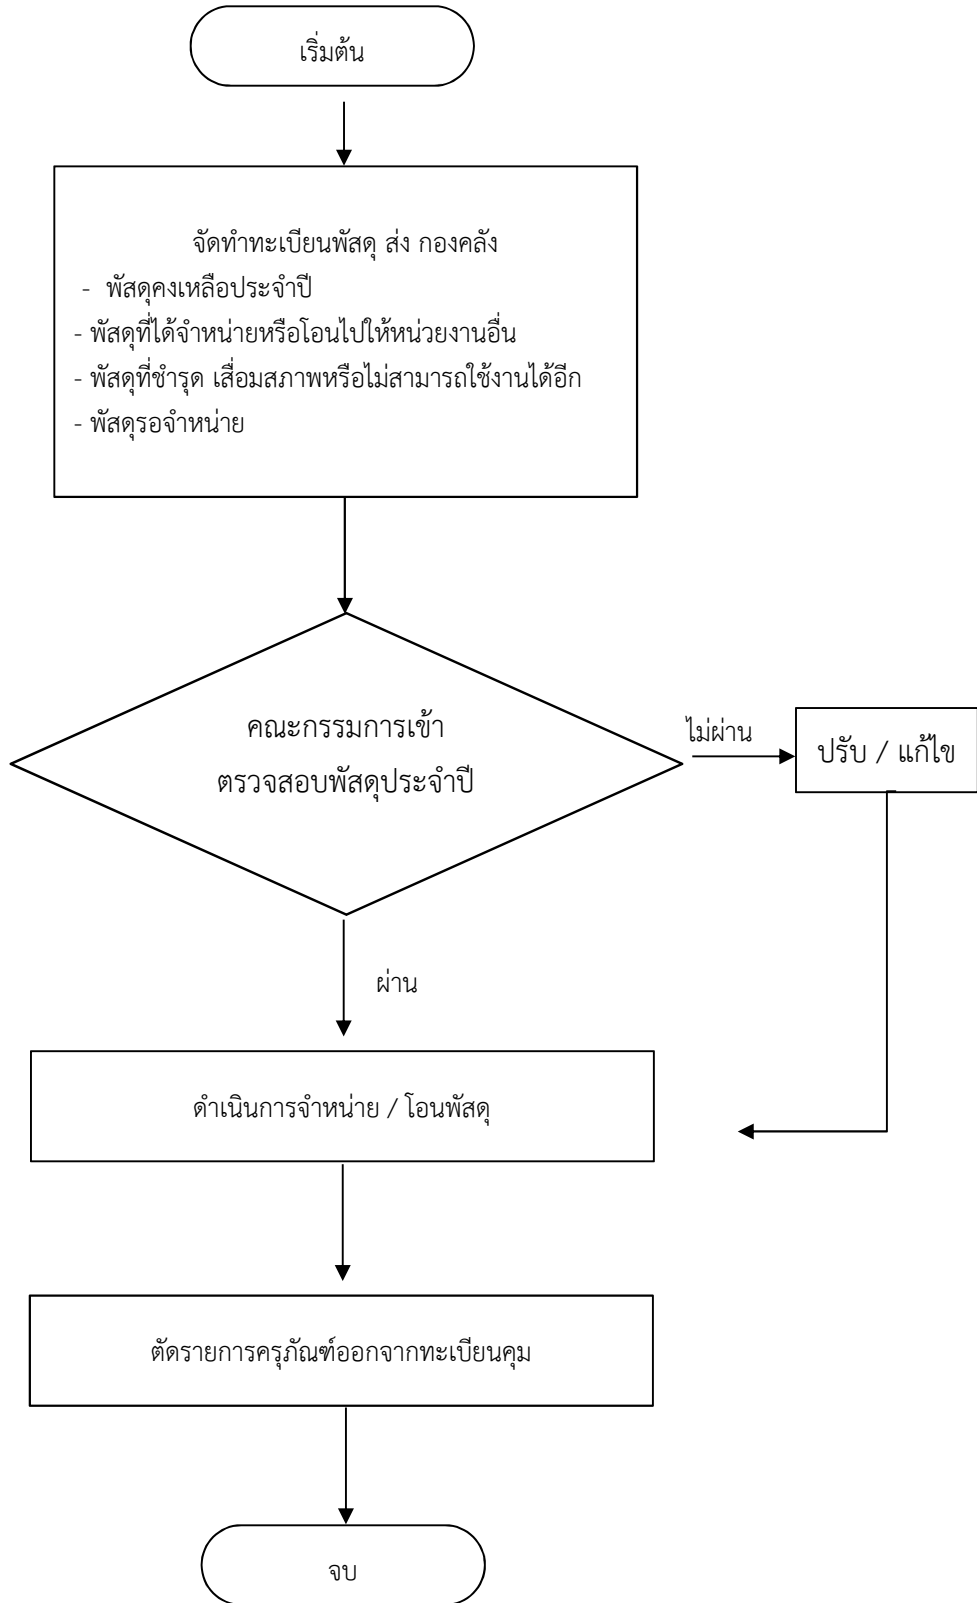 เริ่มต้น
จัดทำทะเบียนพัสดุ ส่ง กองคลัง
- พัสดุคงเหลือประจำปี
- พัสดุที่ได้จำหน่ายหรือโอนไปให้หน่วยงานอื่น
- พัสดุที่ชำรุด เสื่อมสภาพหรือไม่สามารถใช้งานได้อีก
- พัสดุรอจำหน่าย
คณะกรรมการเข้า
ตรวจสอบพัสดุประจำปี
ไม่ผ่าน
ปรับ / แก้ไข
ผ่าน
ดำเนินการจำหน่าย / โอนพัสดุ
ตัดรายการครุภัณฑ์ออกจากทะเบียนคุม
จบ